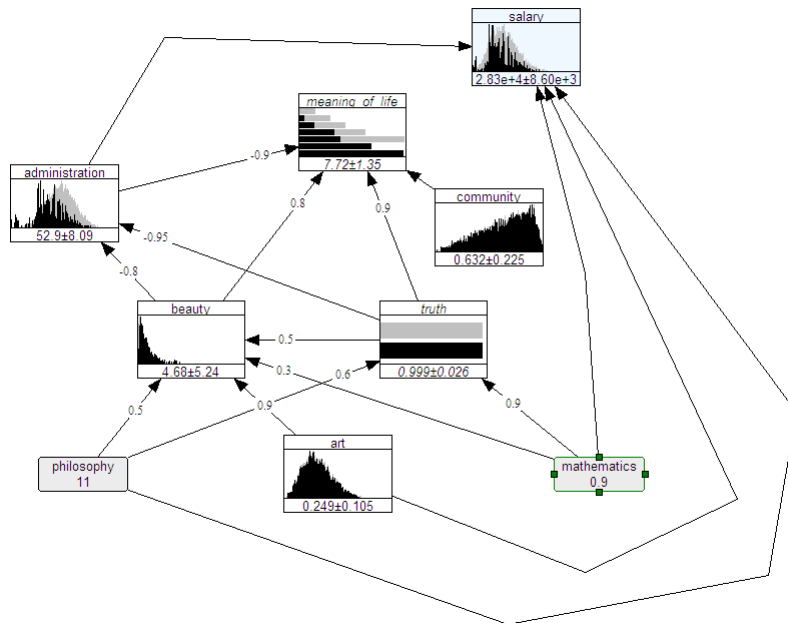 salary
2.83e+4±8.60e+3
meaning_of_life
7.72±1.35
-0.9
administration
52.9±8.09
0.8
0.9
community
0.632±0.225
-0.95
-0.8
beauty
4.68±5.24
truth
0.999±0.026
0.5
0.6
0.3
0.5
0.9
0.9
art
0.249±0.105
philosophy
11
mathematics
0.9